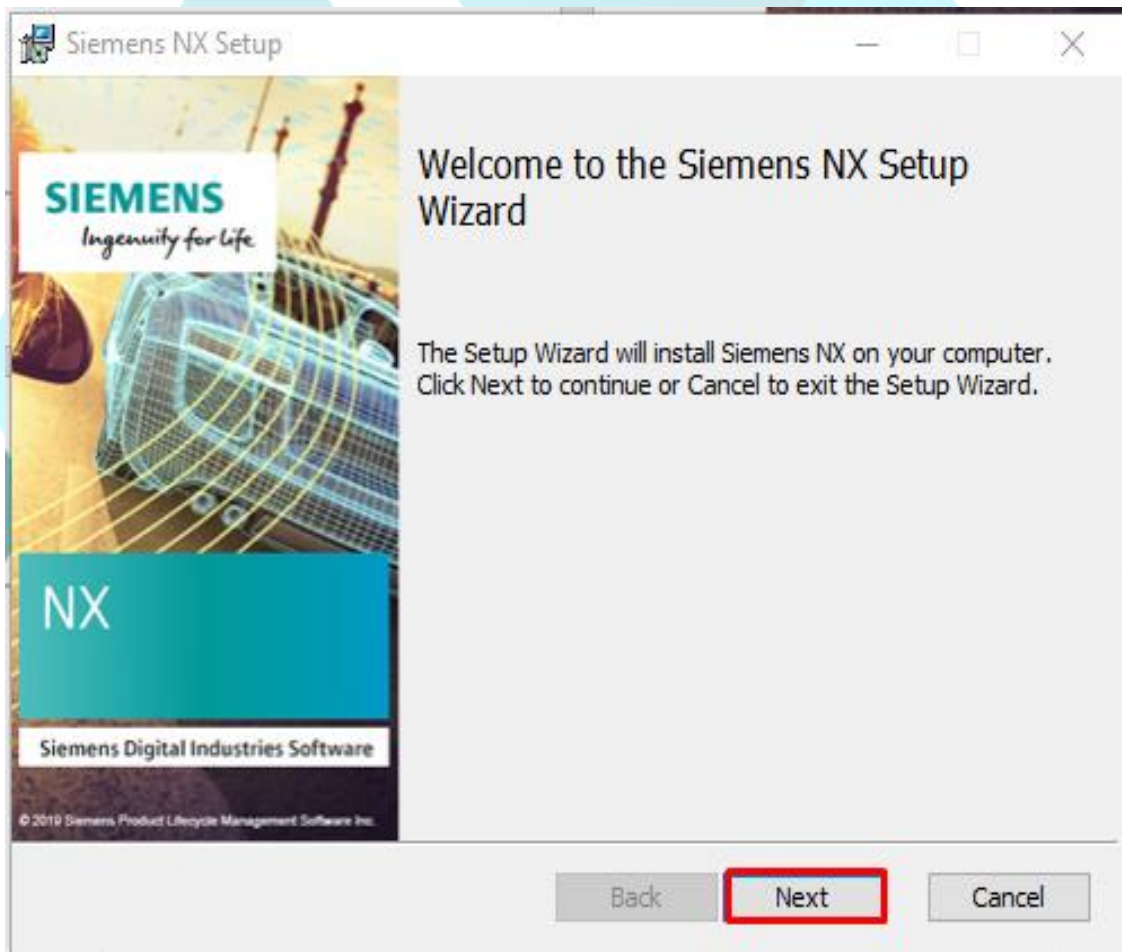 Siemens NX Setup
SIEMENS
Ingenuity for life
Welcome to the Siemens NX Setup
Wizard
The Setup Wizard will install Siemens NX on your computer.
Click Next to continue or Cancel to exit the Setup Wizard.
NX
Siemens Digital Industries Software
© 2019 Siemens Product Lifecycle Management Software Inc.
Back
Next
Cancel